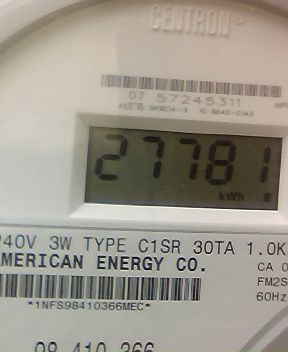 CENTRON®
07 57245311
27781
kWh
240V 3W TYPE C1SR 30TA 1.0K
AMERICAN ENERGY CO.
CA 0
FM2S
60Hz
*1NFS98410366MEC*
98 410 366